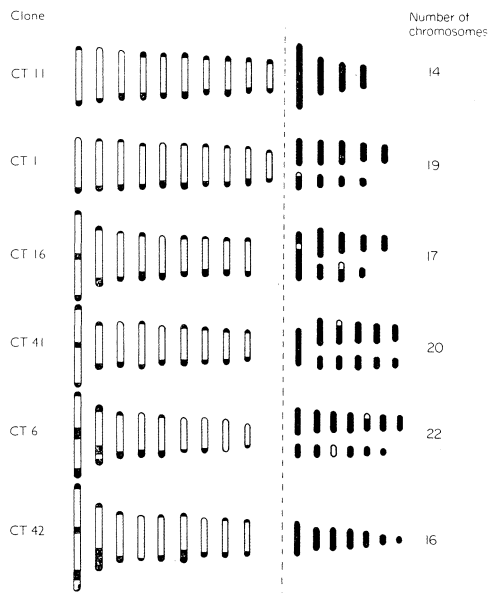 Clone
Number of
chromosomes
CT 11
14
CT 1
19
CT 16
17
CT 41
20
CT 6
22
CT 42
16